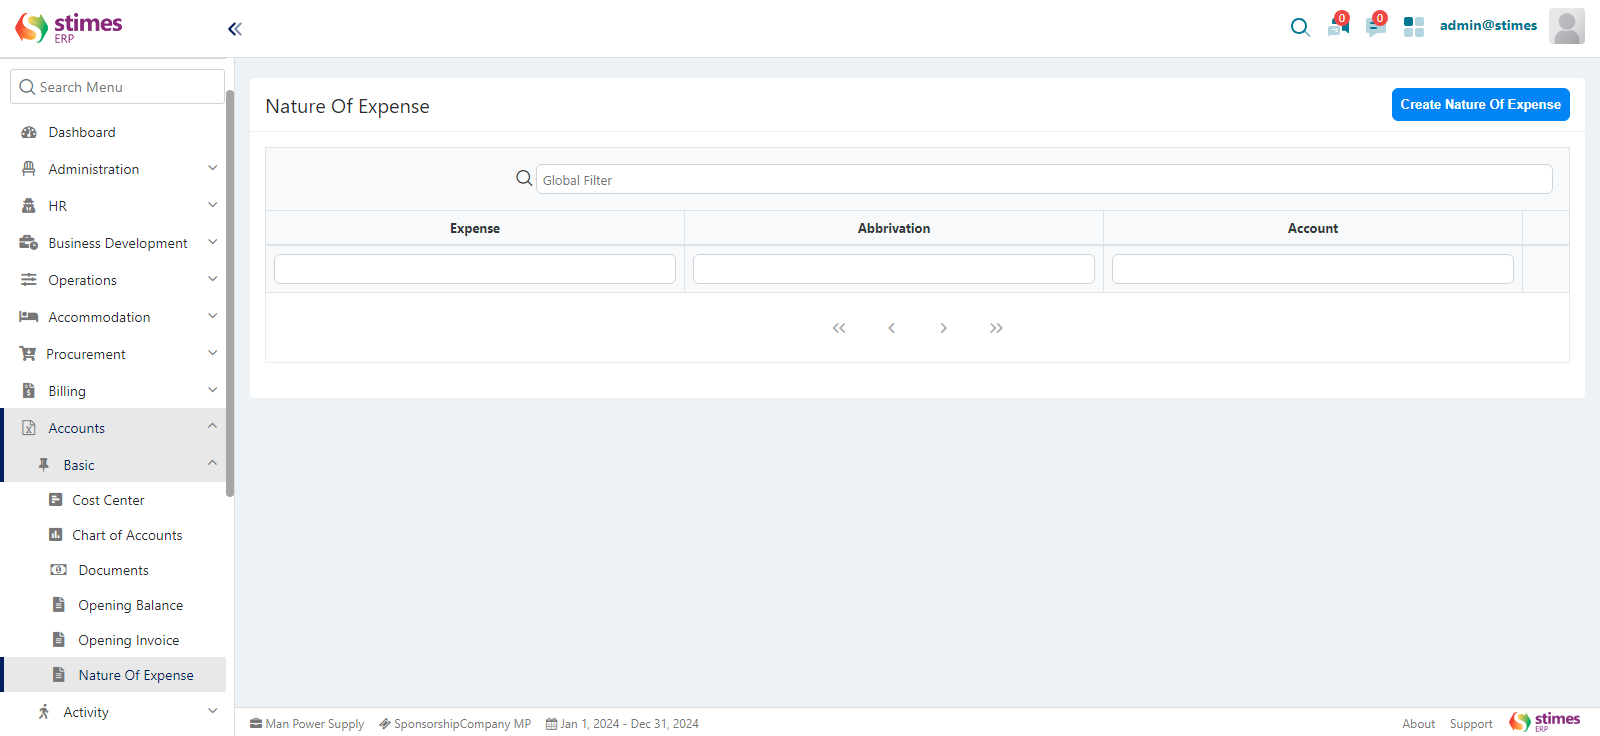 stimes
ERP
0
0
admin@stimes
Search Menu
Dashboard
Administration
HR
Business Development
Operations
Accommodation
Procurement
Billing
Accounts
Basic
Cost Center
Chart of Accounts
Documents
Opening Balance
Opening Invoice
Nature Of Expense
Activity
Nature Of Expense
Create Nature Of Expense
Global Filter
Expense Abbrivation Account
Man Power Supply SponsorshipCompany MP Jan 1, 2024 - Dec 31, 2024
About Support
stimes
ERP